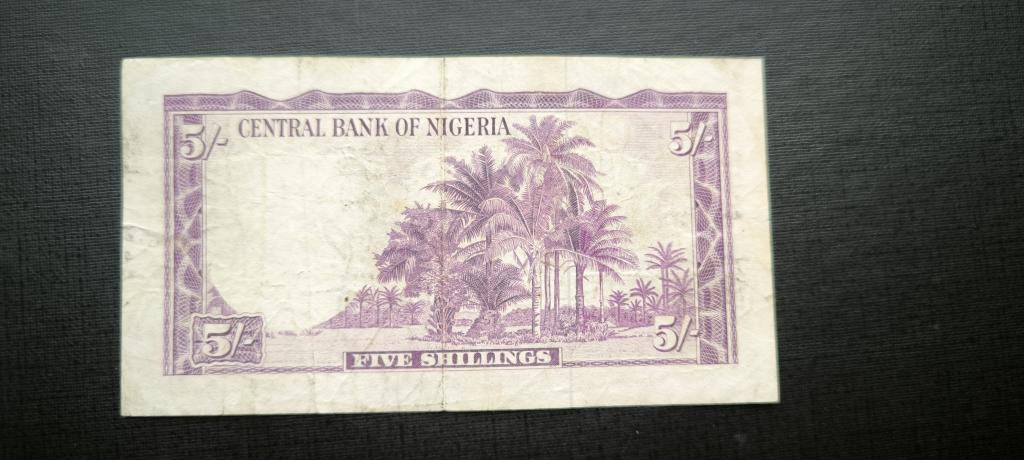 CENTRAL BANK OF NIGERIA
5/-
5/-
5/-
5/-
FIVE SHILLINGS